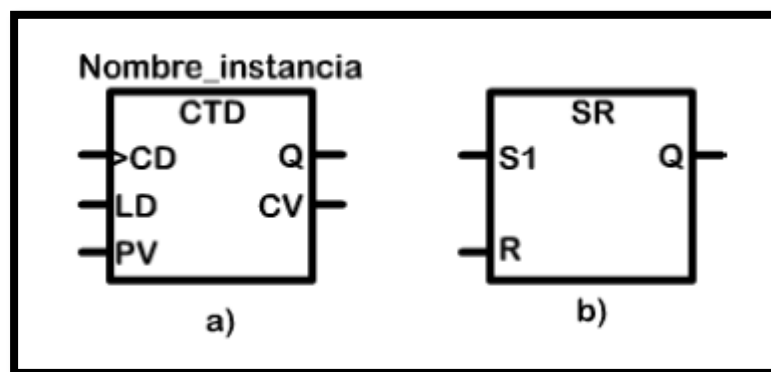 Nombre_instancia
CTD
SR
>CD Q
S1 Q
LD CV
PV
R
a)
b)